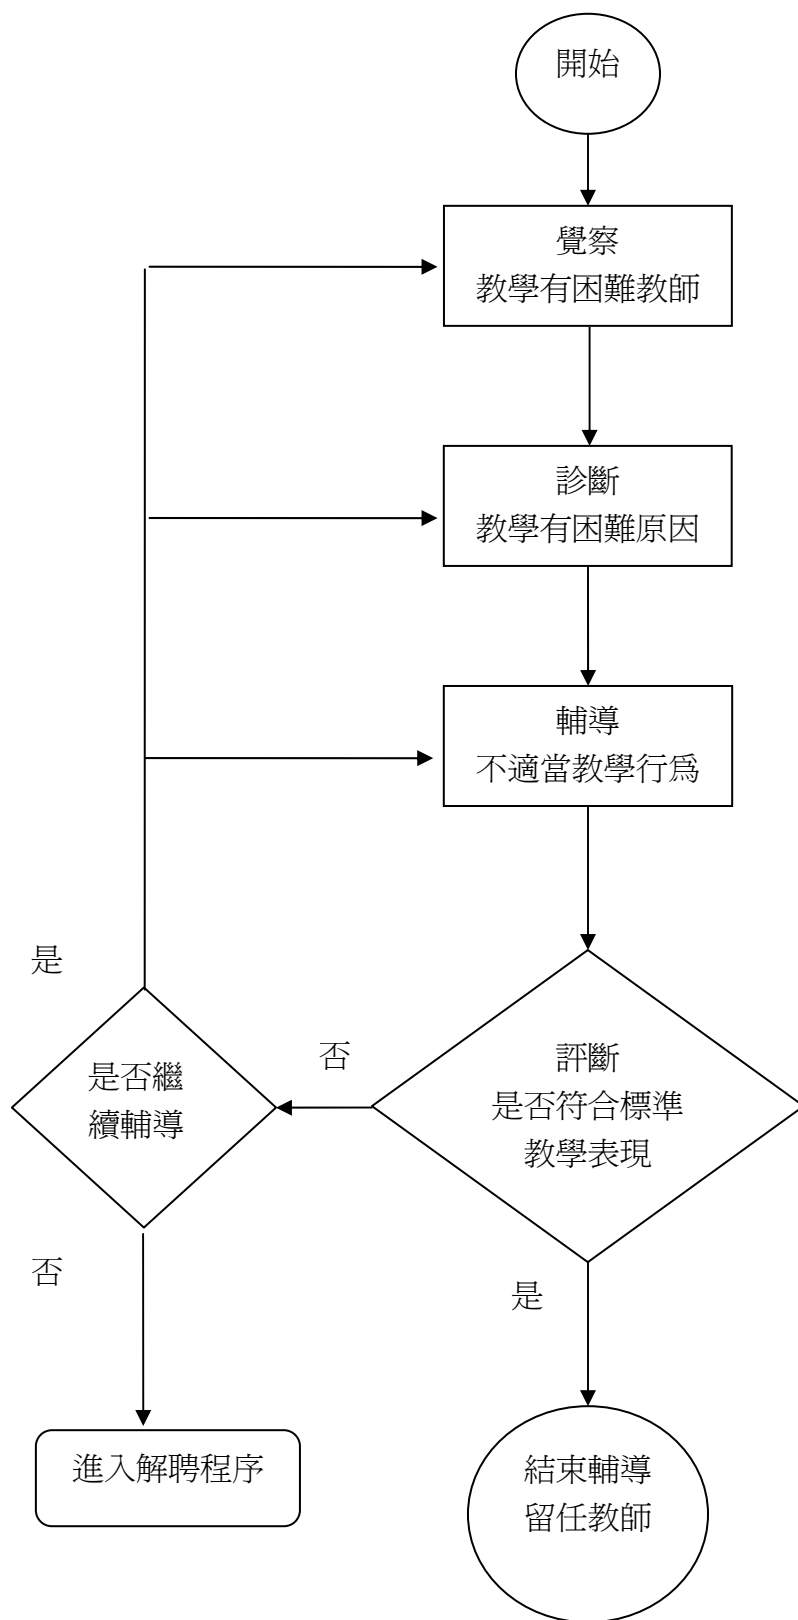 開始
覺察
教學有困難教師
診斷
教學有困難原因
輔導
不適當教學行爲
是
否
是否繼
續輔導
評斷
是否符合標準
教學表現
否
是
進入解聘程序
結束輔導
留任教師